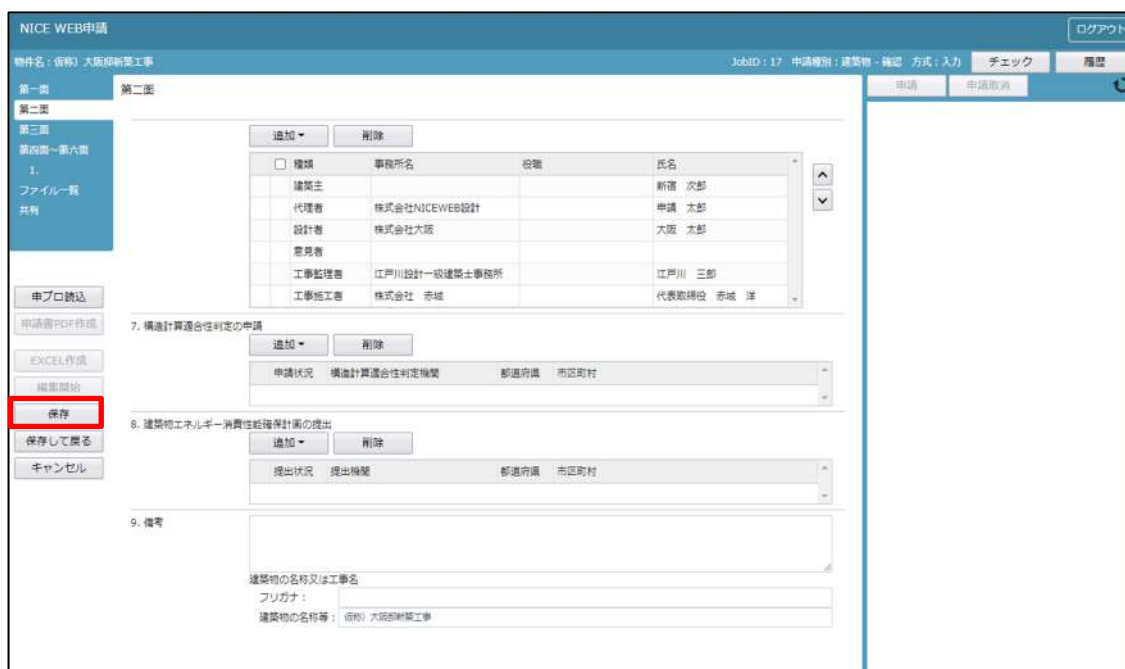 NICE WEB申請
ログアウト
物件名：仮称）大阪邸新築工事
JobID：17 申請種別：建築物 - 確認 方式：入力
チェック
履歴
第一面
第二面
第三面
第四面～第六面
1.
ファイル一覧
共有
申プロ読込
申請書PDF作成
EXCEL作成
編集開始
保存
保存して戻る
キャンセル
第二面
追加 削除
種類 事務所名 役職 氏名
建築主 新宿 次郎
代理者 株式会社NICEWEB設計 申請 太郎
設計者 株式会社大阪 大阪 太郎
意見者
工事監理者 江戸川設計一級建築士事務所 江戸川 三郎
工事施工者 株式会社 赤城 代表取締役 赤城 洋
7. 構造計算適合性判定の申請
追加 削除
申請状況 構造計算適合性判定機関 都道府県 市区町村
8. 建築物エネルギー消費性能確保計画の提出
追加 削除
提出状況 提出機関 都道府県 市区町村
9. 備考
建築物の名称又は工事名
フリガナ：
建築物の名称等： 仮称）大阪邸新築工事
申請 申請取消